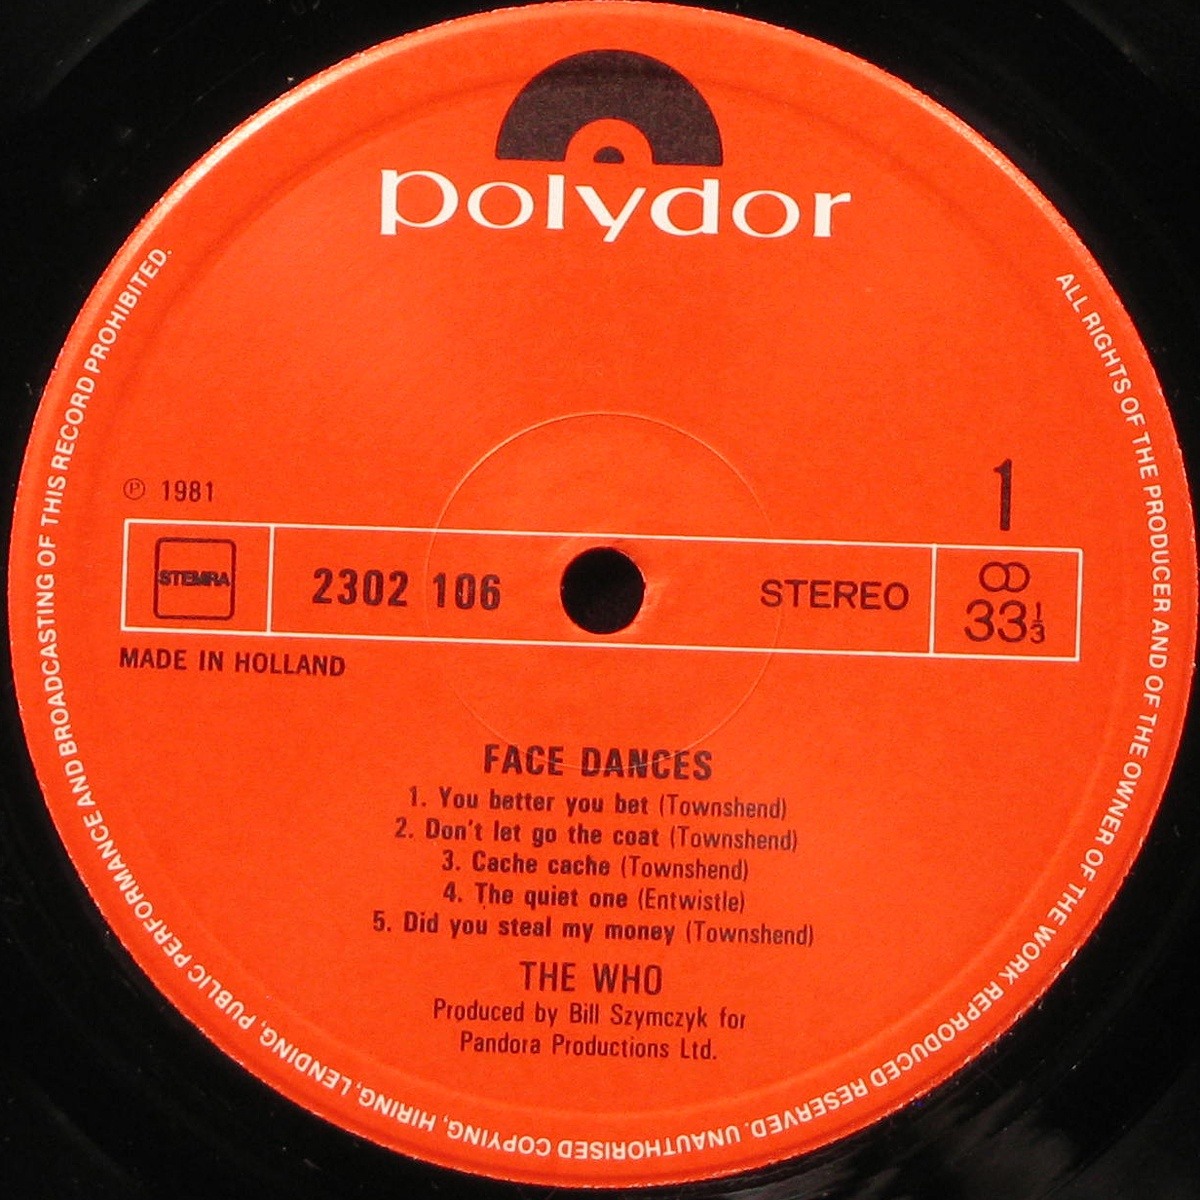 polydor
ALL RIGHTS OF THE PRODUCER AND OF THE OWNER OF THE WORK REPRODUCED RESERVED. UNAUTHORISED COPYING, HIRING, LENDING, PUBLIC PERFORMANCE AND BROADCASTING OF THIS RECORD PROHIBITED.
℗ 1981
1
STEMRA
2302 106
STEREO
33⅓
MADE IN HOLLAND
FACE DANCES
1. You better you bet (Townshend)
2. Don't let go the coat (Townshend)
3. Cache cache (Townshend)
4. The quiet one (Entwistle)
5. Did you steal my money (Townshend)
THE WHO
Produced by Bill Szymczyk for
Pandora Productions Ltd.